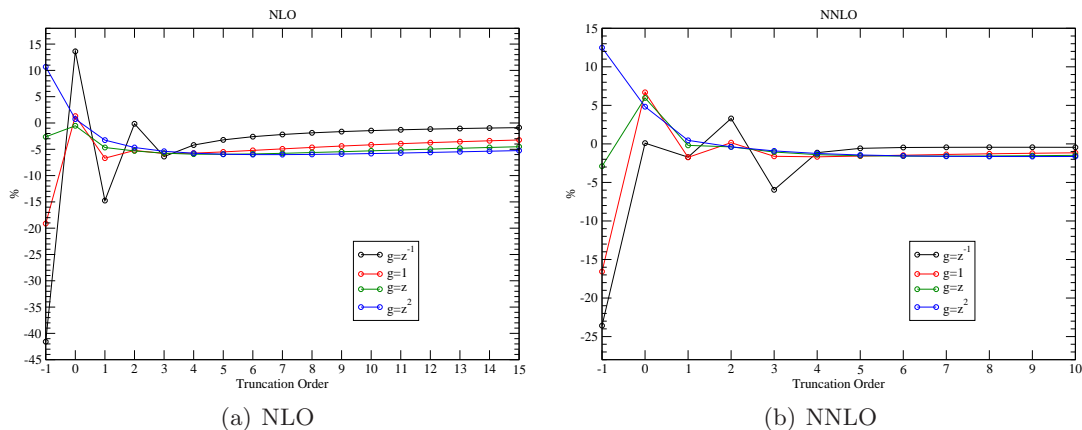 NLO
15
10
5
0
-5
-10
-15
-20
-25
-30
-35
-40
-45
%
g=z^-1
g=1
g=z
g=z^2
-1 0 1 2 3 4 5 6 7 8 9 10 11 12 13 14 15
Truncation Order
(a) NLO
NNLO
15
10
5
0
-5
-10
-15
-20
-25
%
g=z^-1
g=1
g=z
g=z^2
-1 0 1 2 3 4 5 6 7 8 9 10
Truncation Order
(b) NNLO